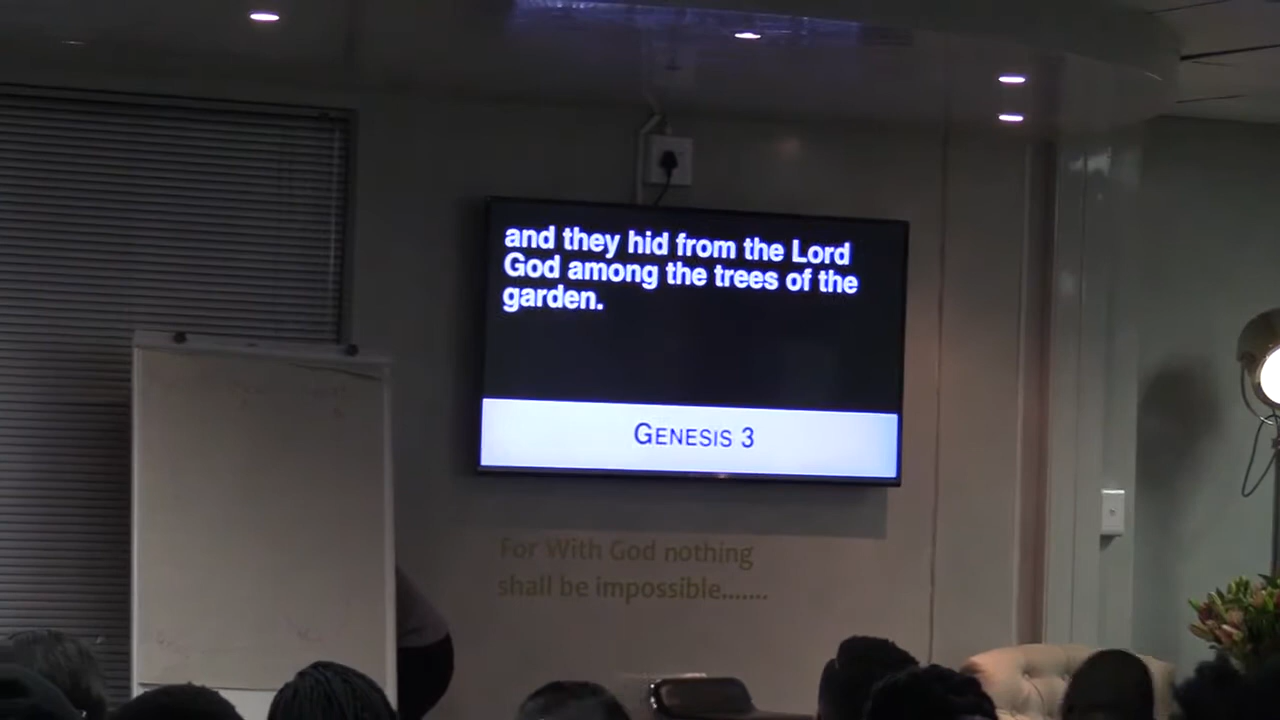 and they hid from the Lord
God among the trees of the
garden.
GENESIS 3
For With God nothing
shall be impossible.......